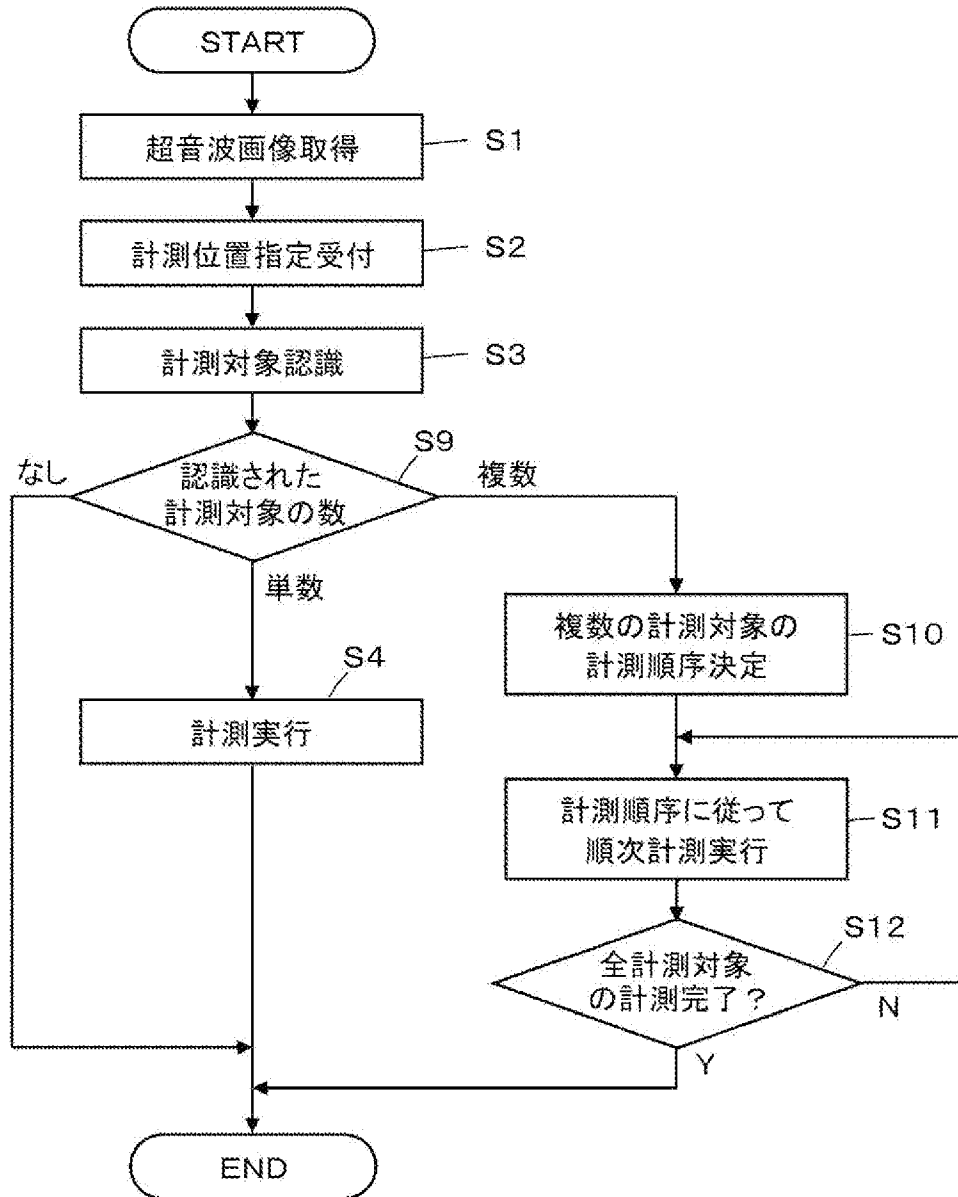 START
超音波画像取得
S1
計測位置指定受付
S2
計測対象認識
S3
S9
なし
認識された
計測対象の数
複数
単数
複数の計測対象の
計測順序決定
S10
S4
計測実行
計測順序に従って
順次計測実行
S11
S12
全計測対象
の計測完了？
N
Y
END